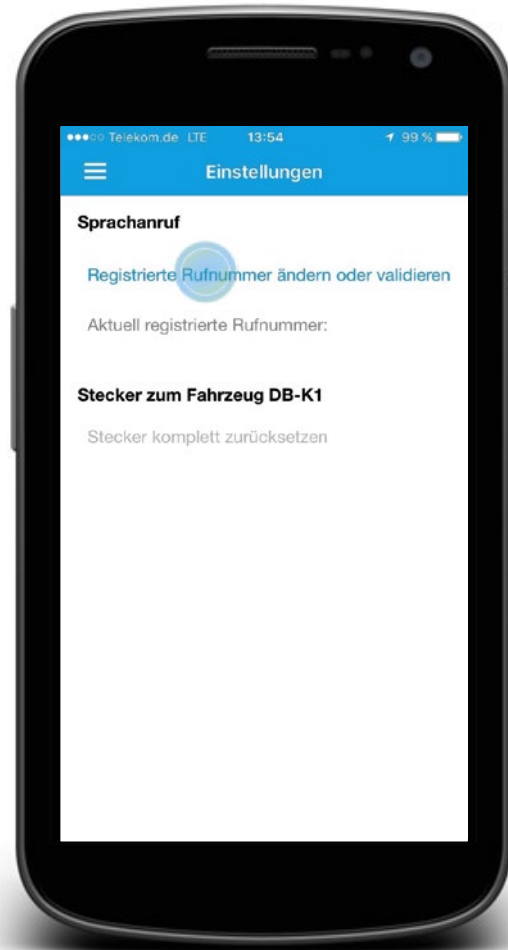 Telekom.de LTE 13:54 99 %
Einstellungen
Sprachanruf
Registrierte Rufnummer ändern oder validieren
Aktuell registrierte Rufnummer:
Stecker zum Fahrzeug DB-K1
Stecker komplett zurücksetzen